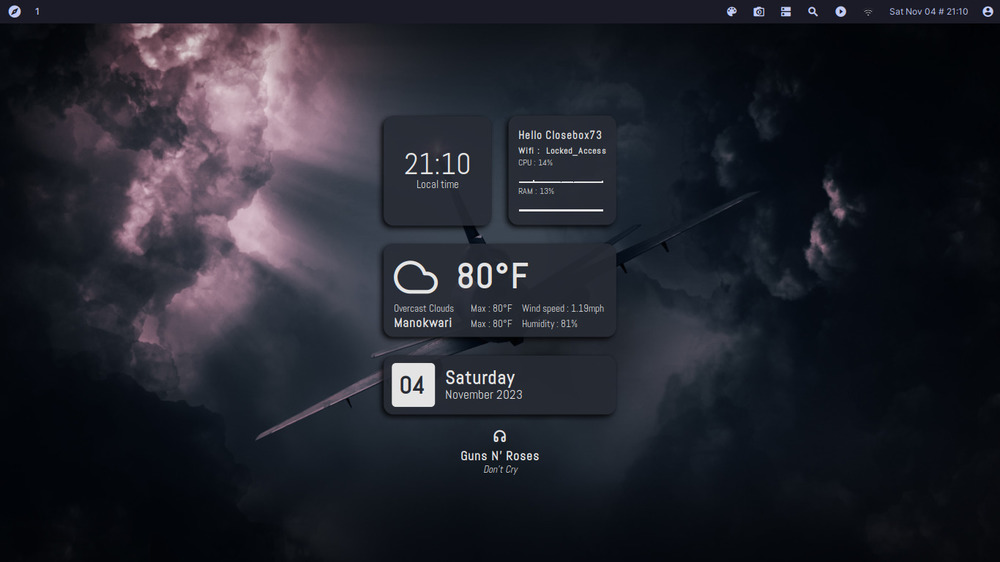 1
Sat Nov 04 # 21:10
21:10
Local time
Hello Closebox73
Wifi : Locked_Access
CPU : 14%
RAM : 13%
80°F
Overcast Clouds Max : 80°F Wind speed : 1.19mph
Manokwari Max : 80°F Humidity : 81%
04
Saturday
November 2023
Guns N' Roses
Don't Cry